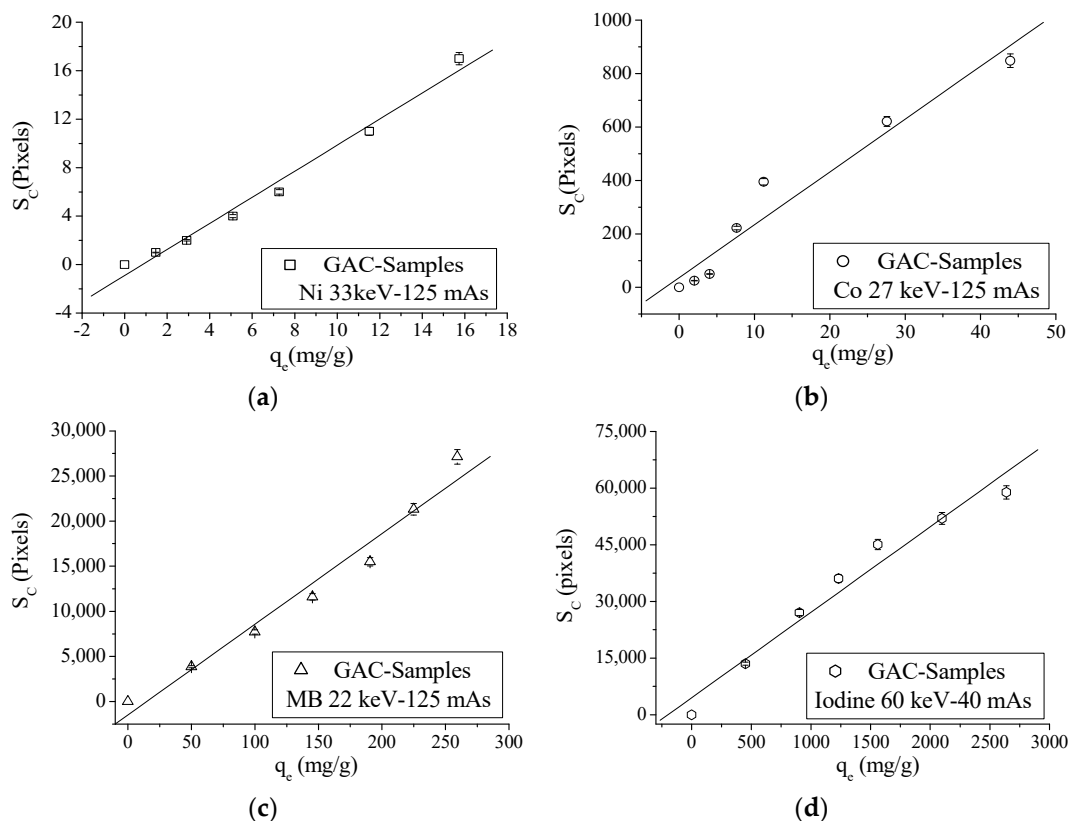 20
16
12
8
4
0
-4
S_C(Pixels)
-2 0 2 4 6 8 10 12 14 16 18
q_e(mg/g)
GAC-Samples
Ni 33keV-125 mAs
(a)
1000
800
600
400
200
0
S_C(Pixels)
0 10 20 30 40 50
q_e(mg/g)
GAC-Samples
Co 27 keV-125 mAs
(b)
30,000
25,000
20,000
15,000
10,000
5,000
0
S_C (Pixels)
0 50 100 150 200 250 300
q_e (mg/g)
GAC-Samples
MB 22 keV-125 mAs
(c)
75,000
60,000
45,000
30,000
15,000
0
S_C (pixels)
0 500 1000 1500 2000 2500 3000
q_e (mg/g)
GAC-Samples
Iodine 60 keV-40 mAs
(d)